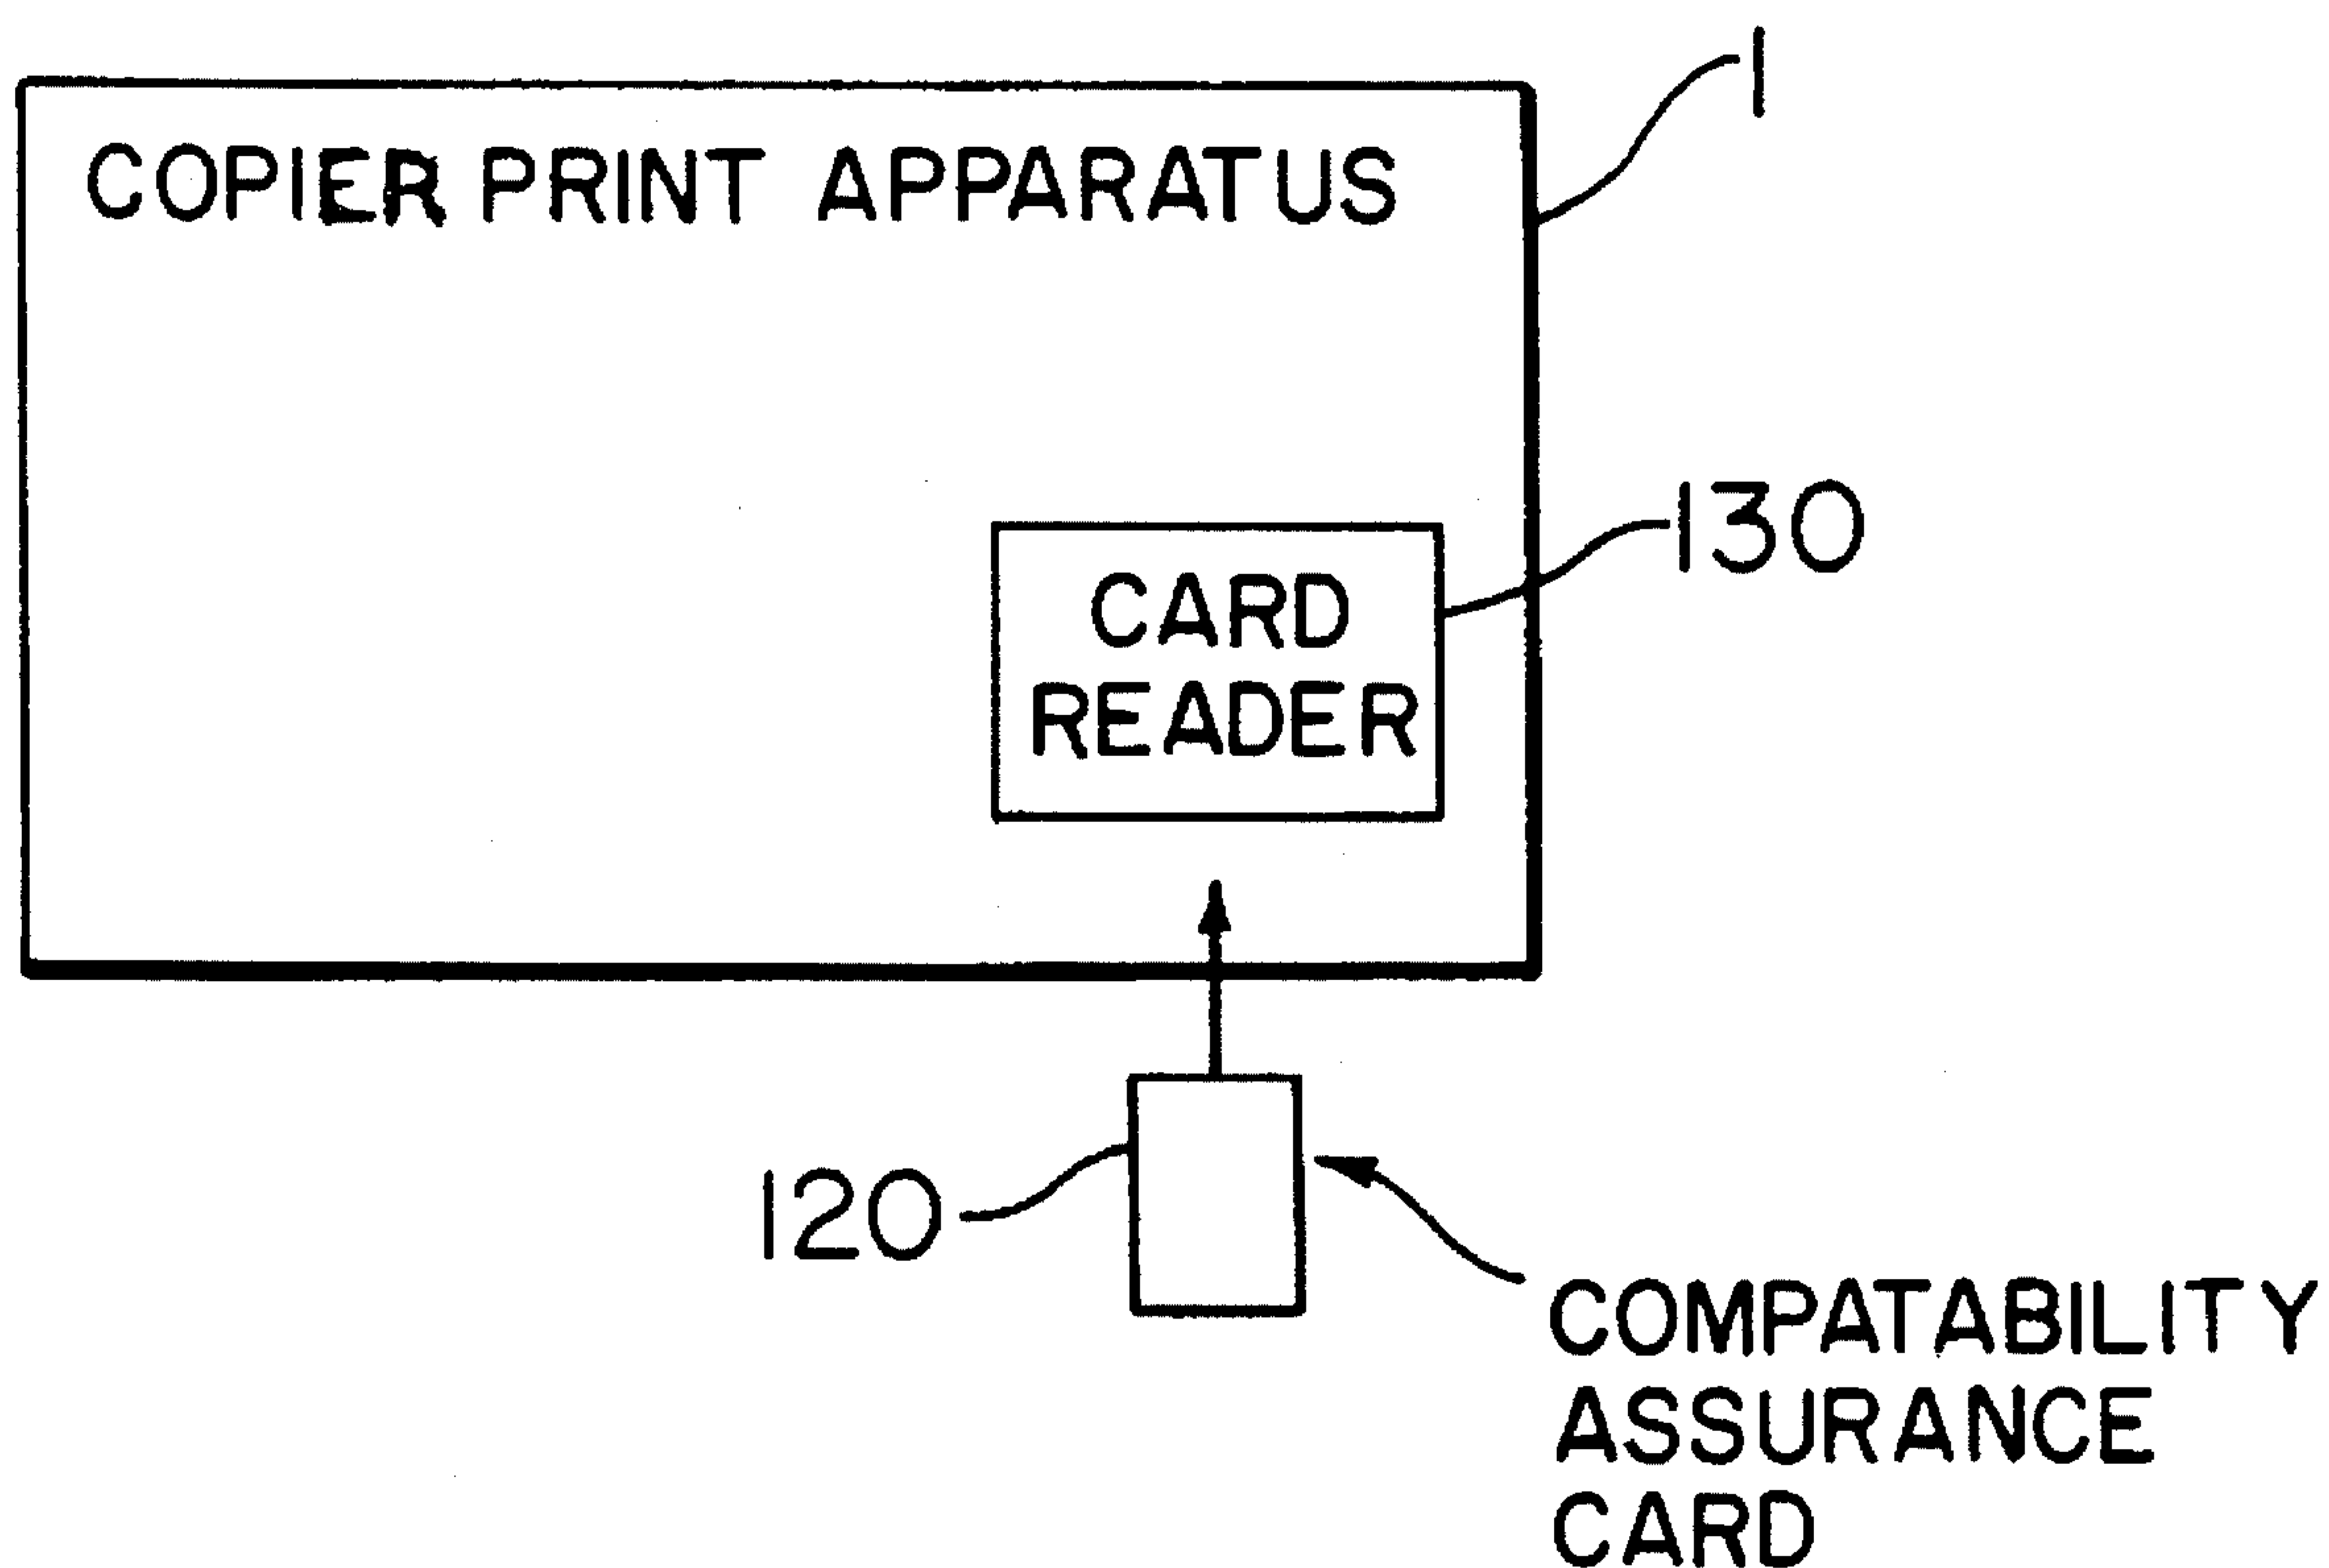 1
COPIER PRINT APPARATUS
130
CARD
READER
120
COMPATABILITY
ASSURANCE
CARD